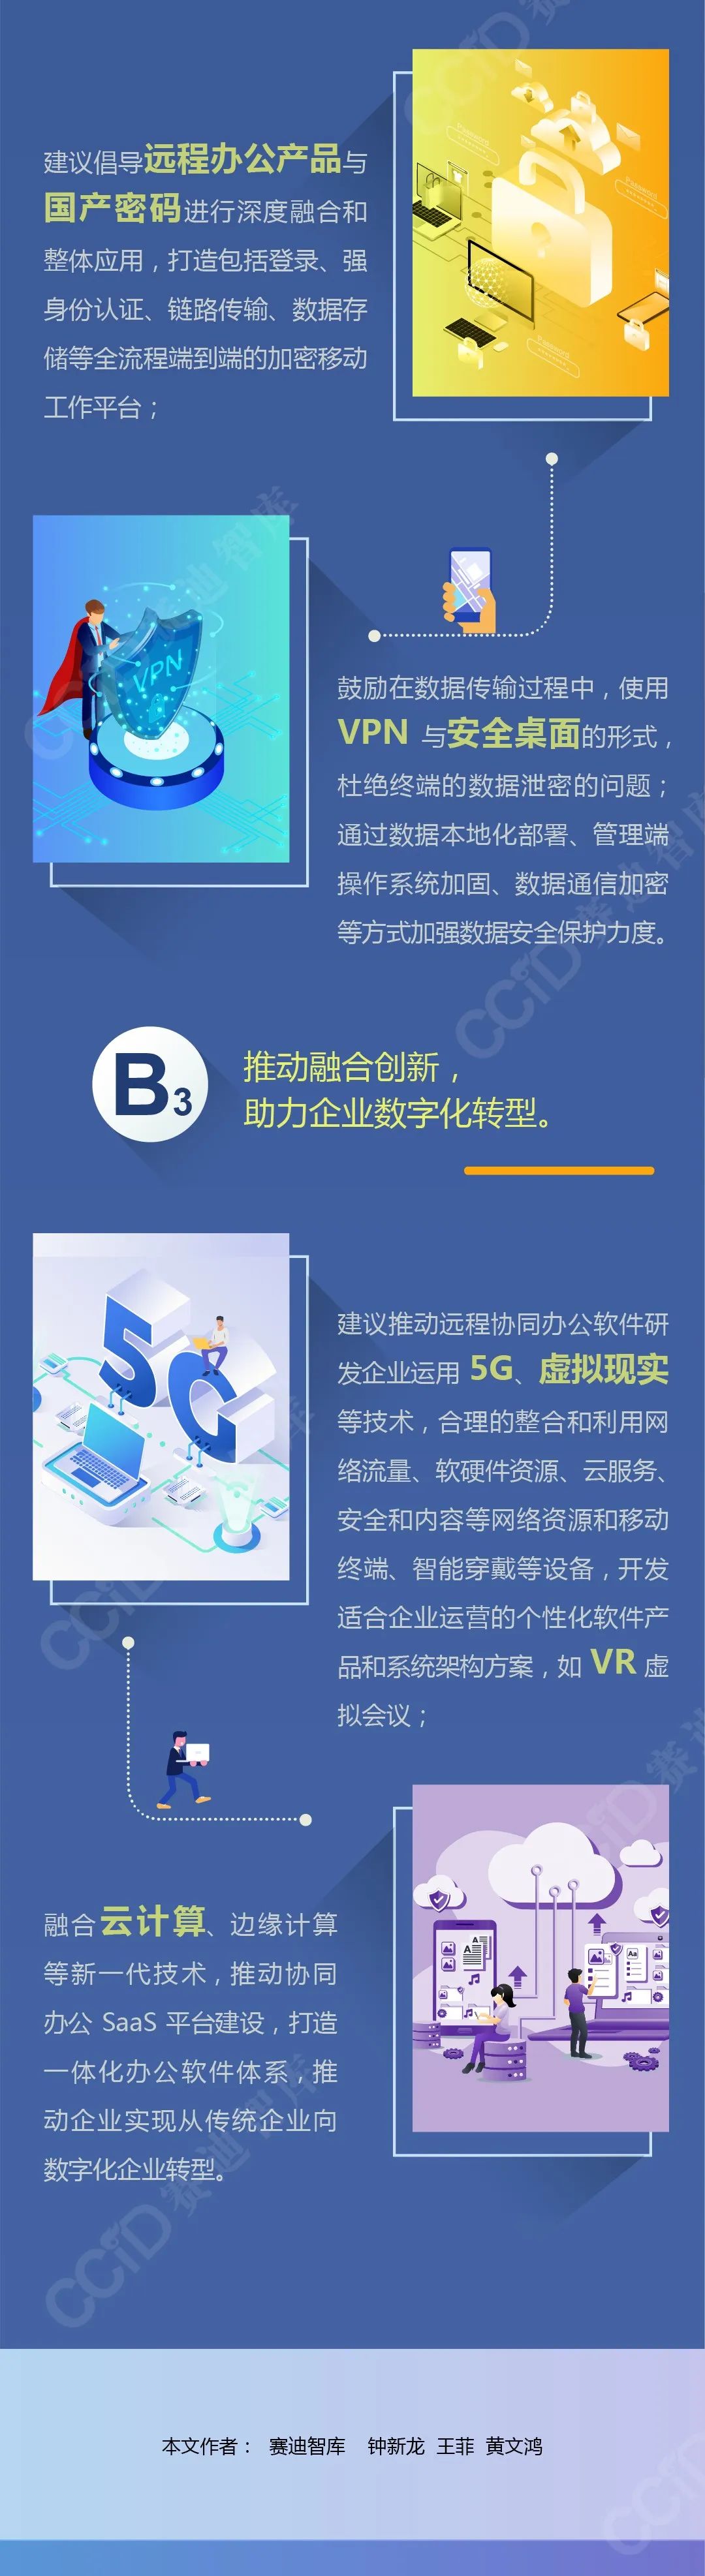 建议倡导远程办公产品与
国产密码进行深度融合和
整体应用，打造包括登录、强
身份认证、链路传输、数据存
储等全流程端到端的加密移动
工作平台；
Password
Password
Password
VPN
鼓励在数据传输过程中，使用
VPN 与安全桌面的形式，
杜绝终端的数据泄密的问题；
通过数据本地化部署、管理端
操作系统加固、数据通信加密
等方式加强数据安全保护力度。
B3
推动融合创新，
助力企业数字化转型。
5G
建议推动远程协同办公软件研
发企业运用 5G、虚拟现实
等技术，合理的整合和利用网
络流量、软硬件资源、云服务、
安全和内容等网络资源和移动
终端、智能穿戴等设备，开发
适合企业运营的个性化软件产
品和系统架构方案，如 VR 虚
拟会议；
融合云计算、边缘计算
等新一代技术，推动协同
办公 SaaS 平台建设，打造
一体化办公软件体系，推
动企业实现从传统企业向
数字化企业转型。
本文作者： 赛迪智库 钟新龙 王菲 黄文鸿
CCID 赛迪智库